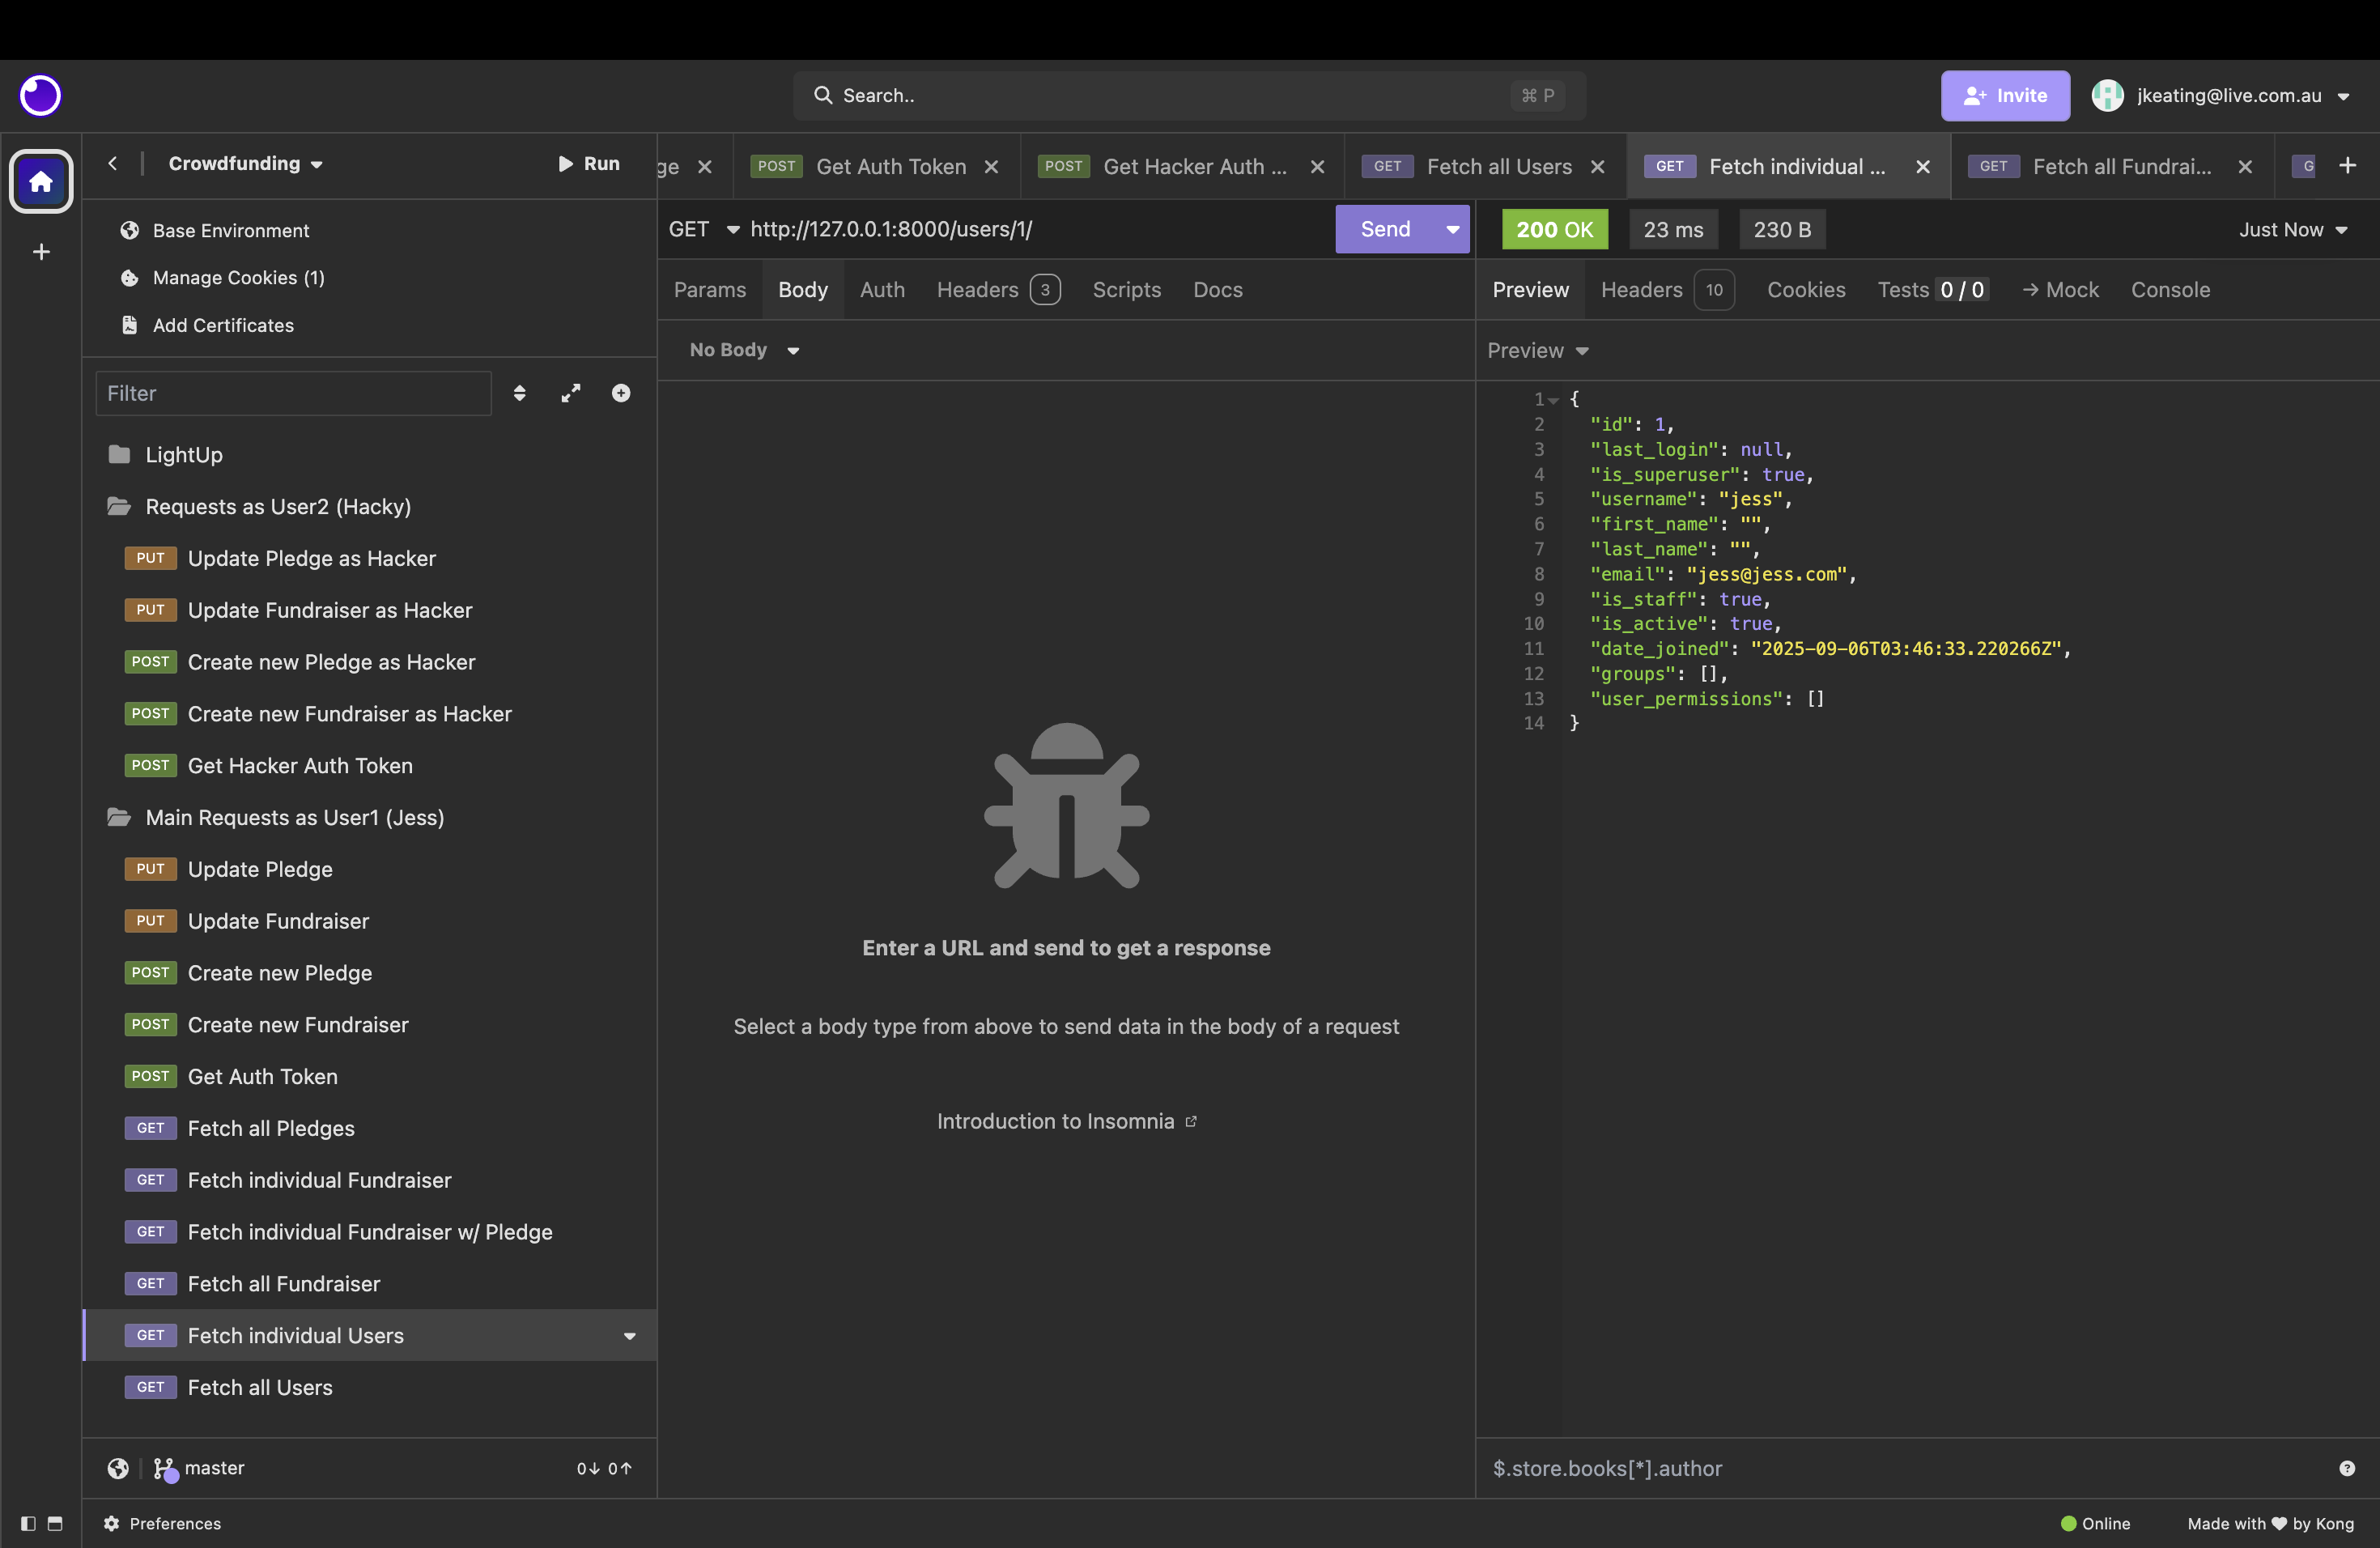 Search..
⌘ P
Invite
jkeating@live.com.au
Crowdfunding
Run
ge
POST Get Auth Token
POST Get Hacker Auth ...
GET Fetch all Users
GET Fetch individual ...
GET Fetch all Fundrai...
G
Base Environment
Manage Cookies (1)
Add Certificates
Filter
LightUp
Requests as User2 (Hacky)
PUT Update Pledge as Hacker
PUT Update Fundraiser as Hacker
POST Create new Pledge as Hacker
POST Create new Fundraiser as Hacker
POST Get Hacker Auth Token
Main Requests as User1 (Jess)
PUT Update Pledge
PUT Update Fundraiser
POST Create new Pledge
POST Create new Fundraiser
POST Get Auth Token
GET Fetch all Pledges
GET Fetch individual Fundraiser
GET Fetch individual Fundraiser w/ Pledge
GET Fetch all Fundraiser
GET Fetch individual Users
GET Fetch all Users
master
0↓ 0↑
GET http://127.0.0.1:8000/users/1/
Send
Params Body Auth Headers 3 Scripts Docs
No Body
Enter a URL and send to get a response
Select a body type from above to send data in the body of a request
Introduction to Insomnia
200 OK 23 ms 230 B
Just Now
Preview Headers 10 Cookies Tests 0 / 0 → Mock Console
Preview
1 {
2 "id": 1,
3 "last_login": null,
4 "is_superuser": true,
5 "username": "jess",
6 "first_name": "",
7 "last_name": "",
8 "email": "jess@jess.com",
9 "is_staff": true,
10 "is_active": true,
11 "date_joined": "2025-09-06T03:46:33.220266Z",
12 "groups": [],
13 "user_permissions": []
14 }
$.store.books[*].author
?
Preferences
Online
Made with ♥ by Kong